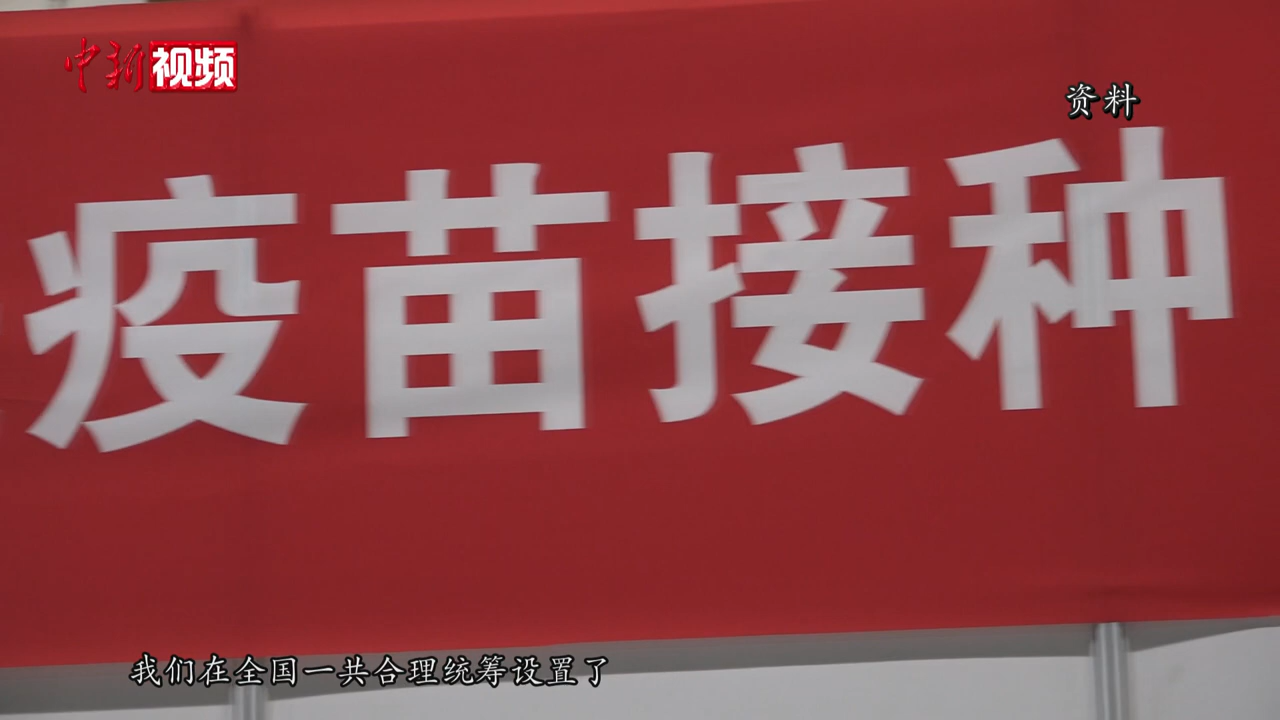 中新视频
资料
疫苗接种
我们在全国一共合理统筹设置了